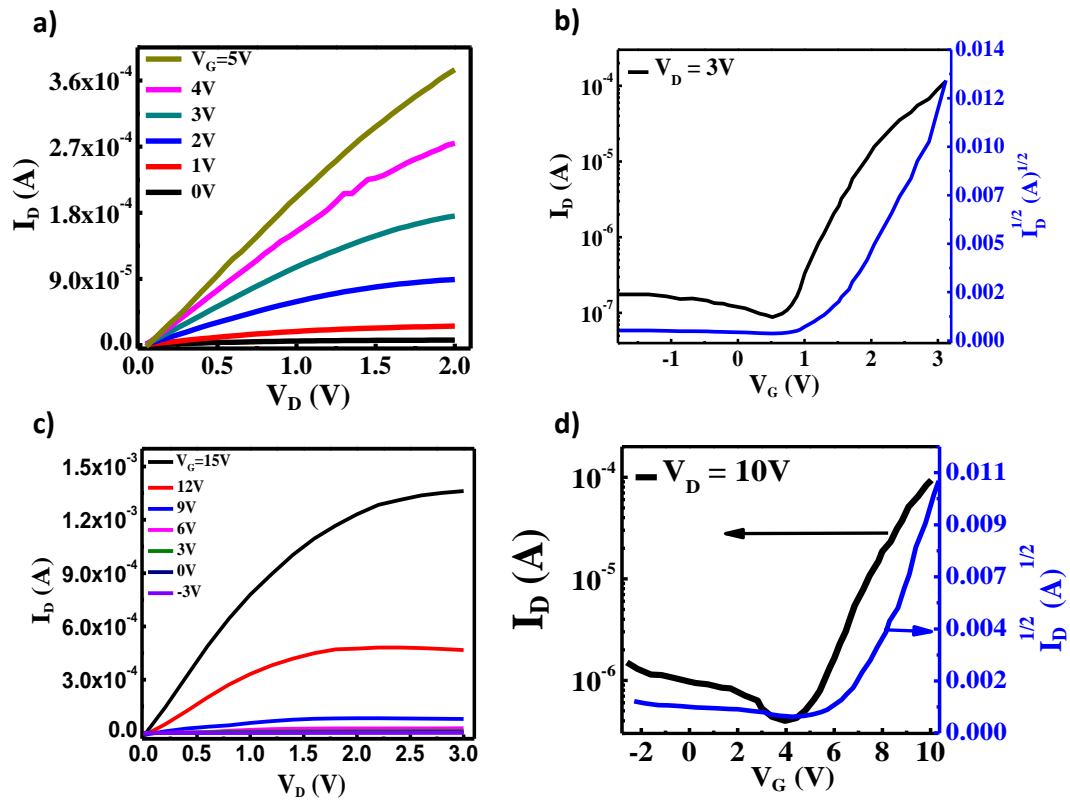 a)
V_G=5V
4V
3V
2V
1V
0V
3.6x10^-4
2.7x10^-4
1.8x10^-4
9.0x10^-5
0.0
I_D (A)
0.0 0.5 1.0 1.5 2.0
V_D (V)
b)
V_D = 3V
10^-4
10^-5
10^-6
10^-7
I_D (A)
0.014
0.012
0.010
0.007
0.005
0.002
0.000
I_D^1/2 (A)^1/2
-1 0 1 2 3
V_G (V)
c)
V_G=15V
12V
9V
6V
3V
0V
-3V
1.5x10^-3
1.2x10^-3
9.0x10^-4
6.0x10^-4
3.0x10^-4
0.0
I_D (A)
0.0 0.5 1.0 1.5 2.0 2.5 3.0
V_D (V)
d)
V_D = 10V
10^-4
10^-5
10^-6
I_D (A)
0.011
0.010
0.007
0.004
0.002
0.000
I_D^1/2 (A)^1/2
-2 0 2 4 6 8 10
V_G (V)